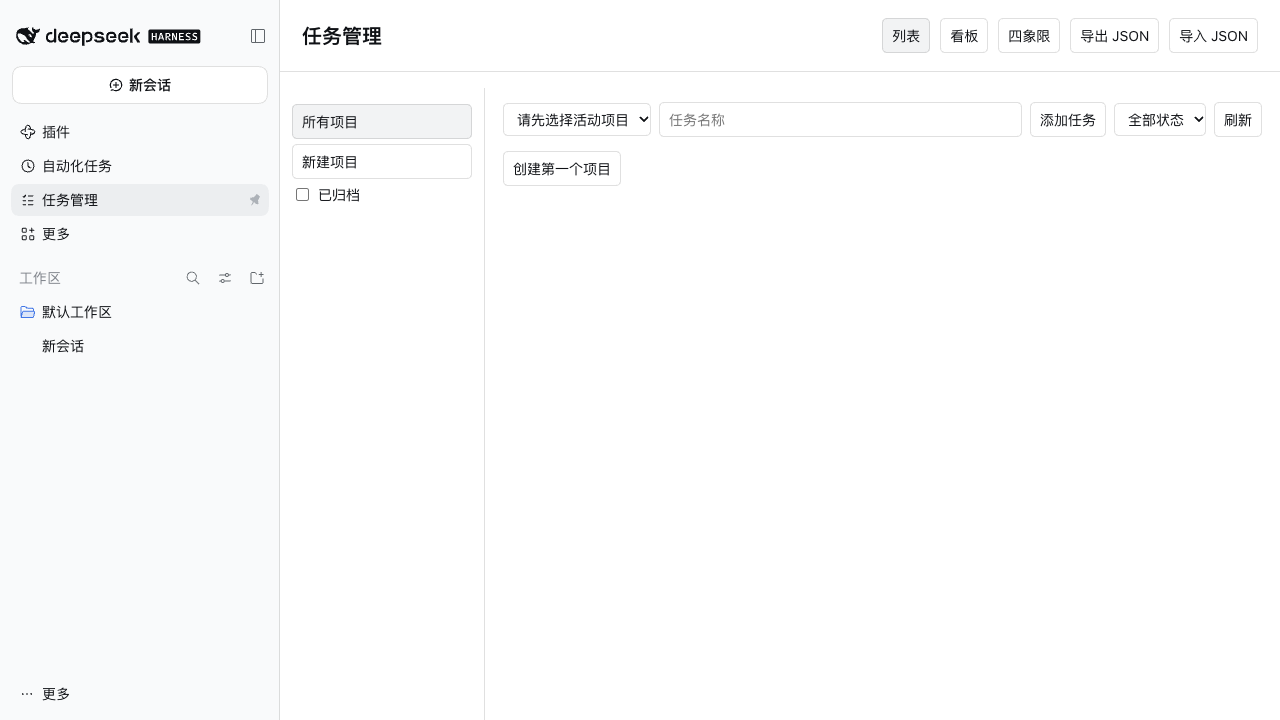 deepseek HARNESS
新会话
插件
自动化任务
任务管理
更多
工作区
默认工作区
新会话
更多
任务管理
列表
看板
四象限
导出 JSON
导入 JSON
所有项目
新建项目
已归档
请先选择活动项目
任务名称
添加任务
全部状态
刷新
创建第一个项目